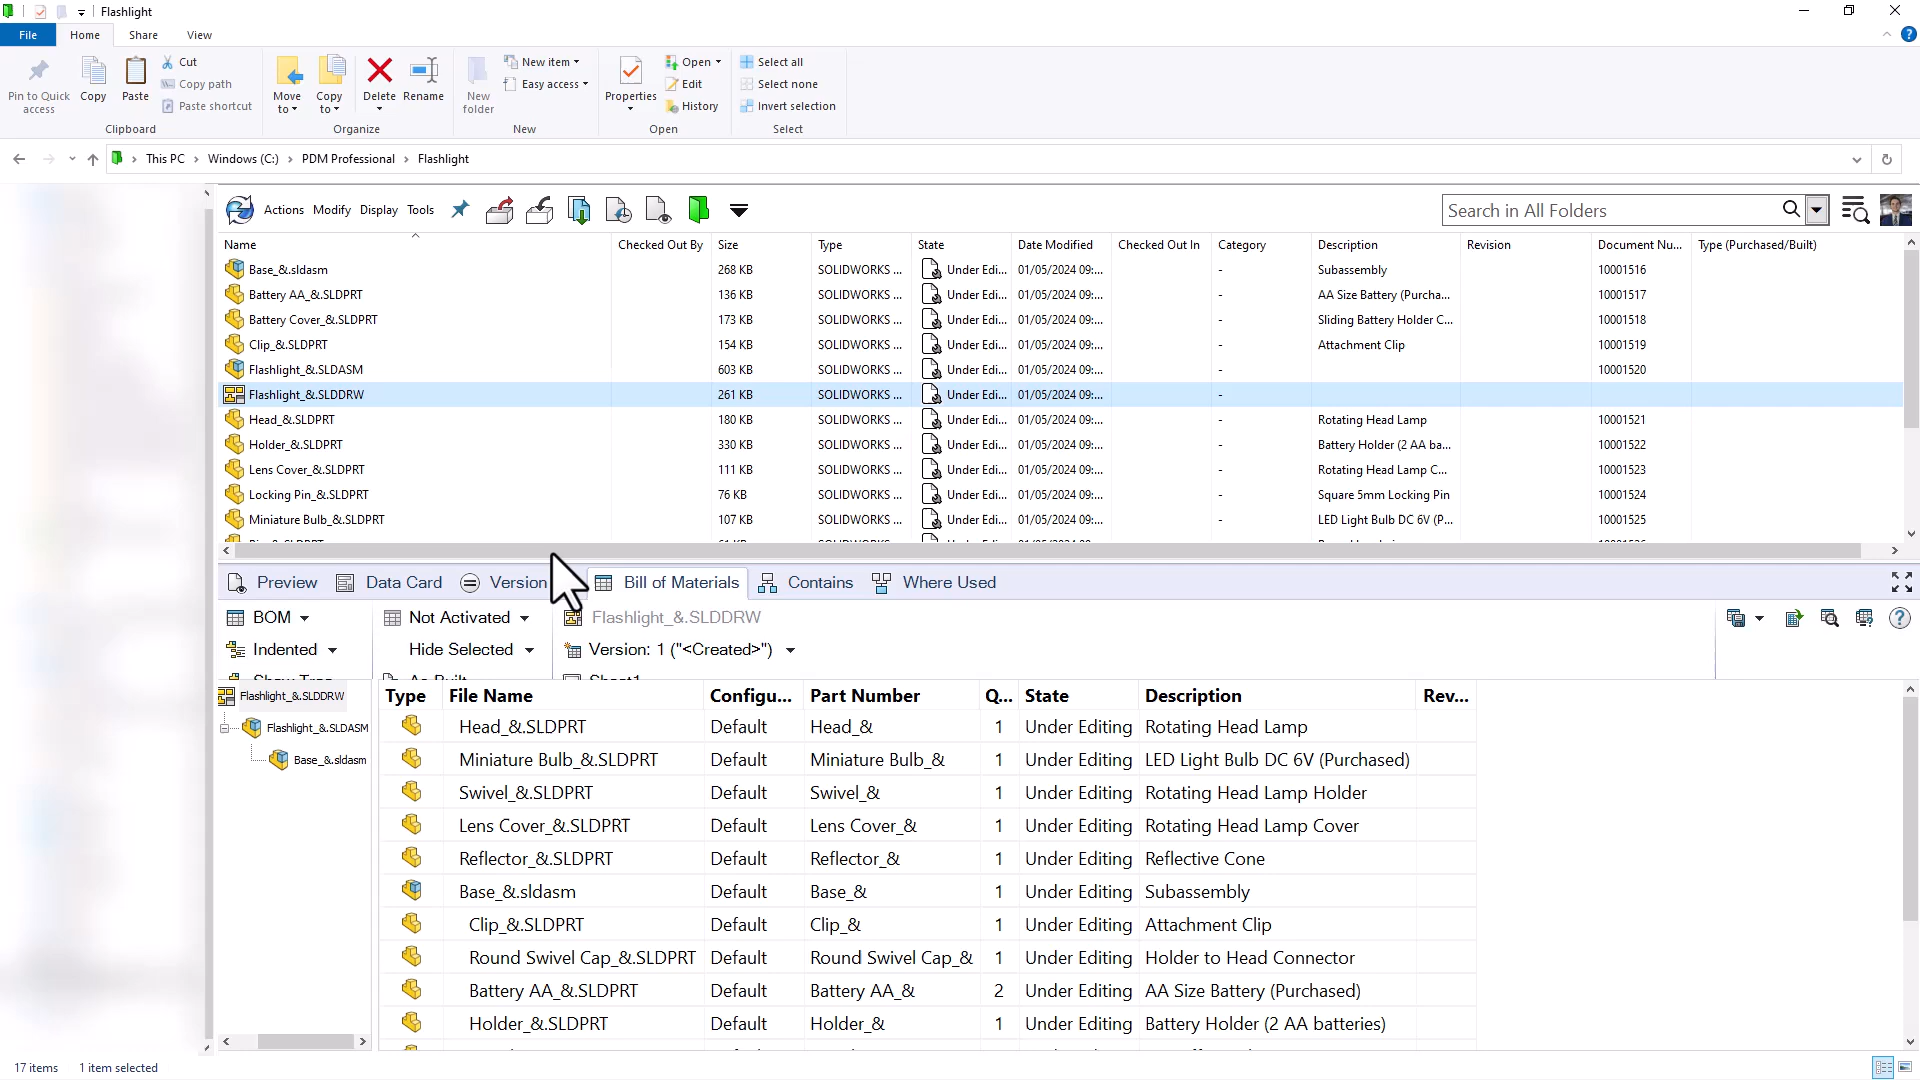 Flashlight
File Home Share View
Pin to Quick access
Copy
Paste
Cut
Copy path
Paste shortcut
Clipboard
Move to
Copy to
Delete
Rename
Organize
New folder
New item
Easy access
New
Properties
Open
Edit
History
Open
Select all
Select none
Invert selection
Select
This PC > Windows (C:) > PDM Professional > Flashlight
Actions Modify Display Tools
Search in All Folders
Name Checked Out By Size Type State Date Modified Checked Out In Category Description Revision Document Nu... Type (Purchased/Built)
Base_&.sldasm 268 KB SOLIDWORKS ... Under Edi... 01/05/2024 09:... - Subassembly 10001516
Battery AA_&.SLDPRT 136 KB SOLIDWORKS ... Under Edi... 01/05/2024 09:... - AA Size Battery (Purcha... 10001517
Battery Cover_&.SLDPRT 173 KB SOLIDWORKS ... Under Edi... 01/05/2024 09:... - Sliding Battery Holder C... 10001518
Clip_&.SLDPRT 154 KB SOLIDWORKS ... Under Edi... 01/05/2024 09:... - Attachment Clip 10001519
Flashlight_&.SLDASM 603 KB SOLIDWORKS ... Under Edi... 01/05/2024 09:... - 10001520
Flashlight_&.SLDDRW 261 KB SOLIDWORKS ... Under Edi... 01/05/2024 09:... -
Head_&.SLDPRT 180 KB SOLIDWORKS ... Under Edi... 01/05/2024 09:... - Rotating Head Lamp 10001521
Holder_&.SLDPRT 330 KB SOLIDWORKS ... Under Edi... 01/05/2024 09:... - Battery Holder (2 AA ba... 10001522
Lens Cover_&.SLDPRT 111 KB SOLIDWORKS ... Under Edi... 01/05/2024 09:... - Rotating Head Lamp C... 10001523
Locking Pin_&.SLDPRT 76 KB SOLIDWORKS ... Under Edi... 01/05/2024 09:... - Square 5mm Locking Pin 10001524
Miniature Bulb_&.SLDPRT 107 KB SOLIDWORKS ... Under Edi... 01/05/2024 09:... - LED Light Bulb DC 6V (P... 10001525
Preview Data Card Version Bill of Materials Contains Where Used
BOM Not Activated Flashlight_&.SLDDRW
Indented Hide Selected Version: 1 ("<Created>")
Flashlight_&.SLDDRW
Flashlight_&.SLDASM
Base_&.sldasm
Type File Name Configu... Part Number Q... State Description Rev...
Head_&.SLDPRT Default Head_& 1 Under Editing Rotating Head Lamp
Miniature Bulb_&.SLDPRT Default Miniature Bulb_& 1 Under Editing LED Light Bulb DC 6V (Purchased)
Swivel_&.SLDPRT Default Swivel_& 1 Under Editing Rotating Head Lamp Holder
Lens Cover_&.SLDPRT Default Lens Cover_& 1 Under Editing Rotating Head Lamp Cover
Reflector_&.SLDPRT Default Reflector_& 1 Under Editing Reflective Cone
Base_&.sldasm Default Base_& 1 Under Editing Subassembly
Clip_&.SLDPRT Default Clip_& 1 Under Editing Attachment Clip
Round Swivel Cap_&.SLDPRT Default Round Swivel Cap_& 1 Under Editing Holder to Head Connector
Battery AA_&.SLDPRT Default Battery AA_& 2 Under Editing AA Size Battery (Purchased)
Holder_&.SLDPRT Default Holder_& 1 Under Editing Battery Holder (2 AA batteries)
17 items 1 item selected